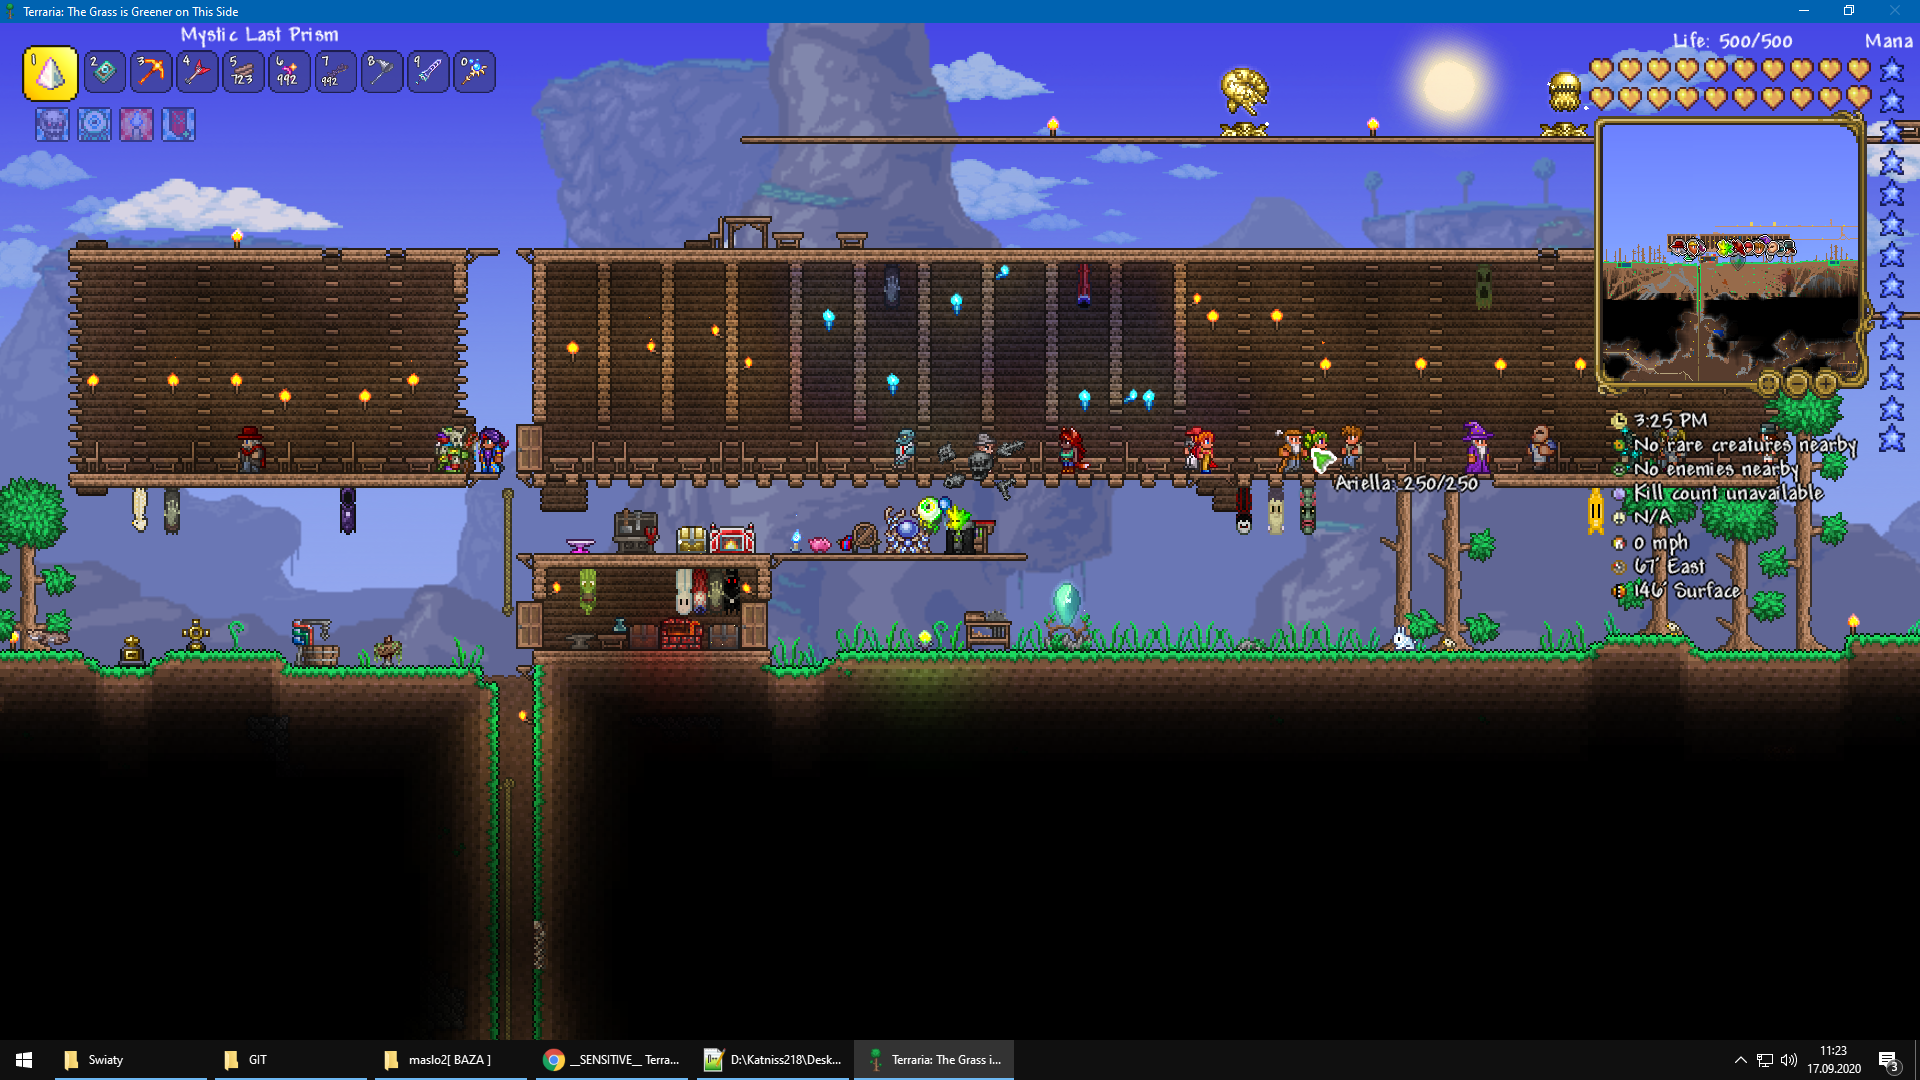 Terraria: The Grass is Greener on This Side
Mystic Last Prism
Life: 500/500
Mana
1
2
3
4
5
723
6
992
7
992
8
9
0
3:25 PM
No rare creatures nearby
No enemies nearby
Kill count unavailable
N/A
0 mph
67' East
146' Surface
Ariella: 250/250
Swiaty
GIT
maslo2[ BAZA ]
__SENSITIVE__ Terra...
D:\Katniss218\Desk...
Terraria: The Grass i...
11:23
17.09.2020
3